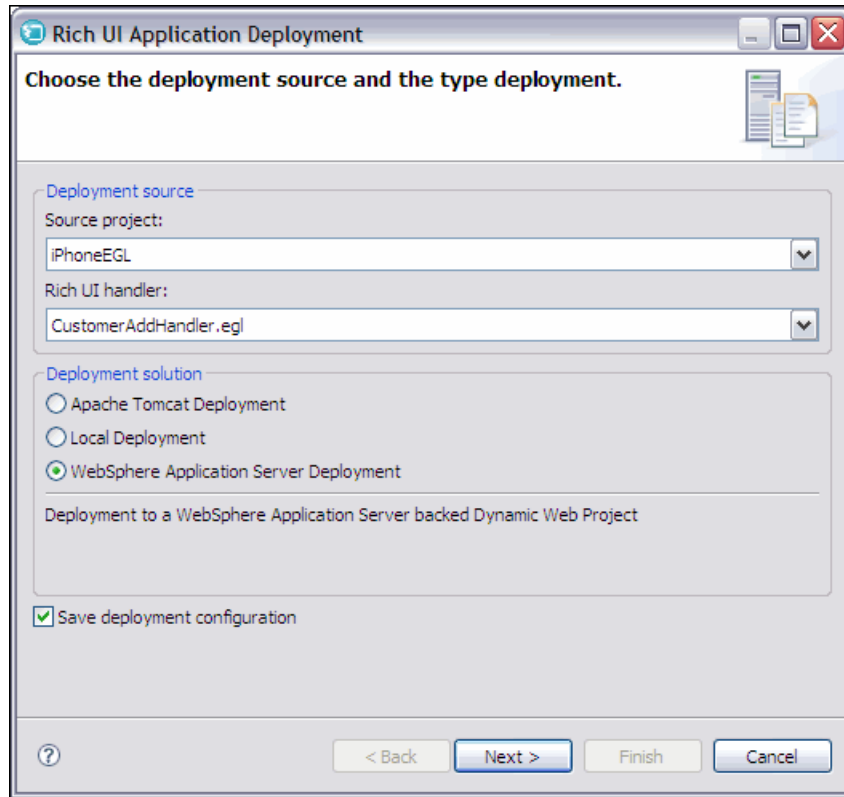 Rich UI Application Deployment
Choose the deployment source and the type deployment.
Deployment source
Source project:
iPhoneEGL
Rich UI handler:
CustomerAddHandler.egl
Deployment solution
Apache Tomcat Deployment
Local Deployment
WebSphere Application Server Deployment
Deployment to a WebSphere Application Server backed Dynamic Web Project
Save deployment configuration
? < Back Next > Finish Cancel